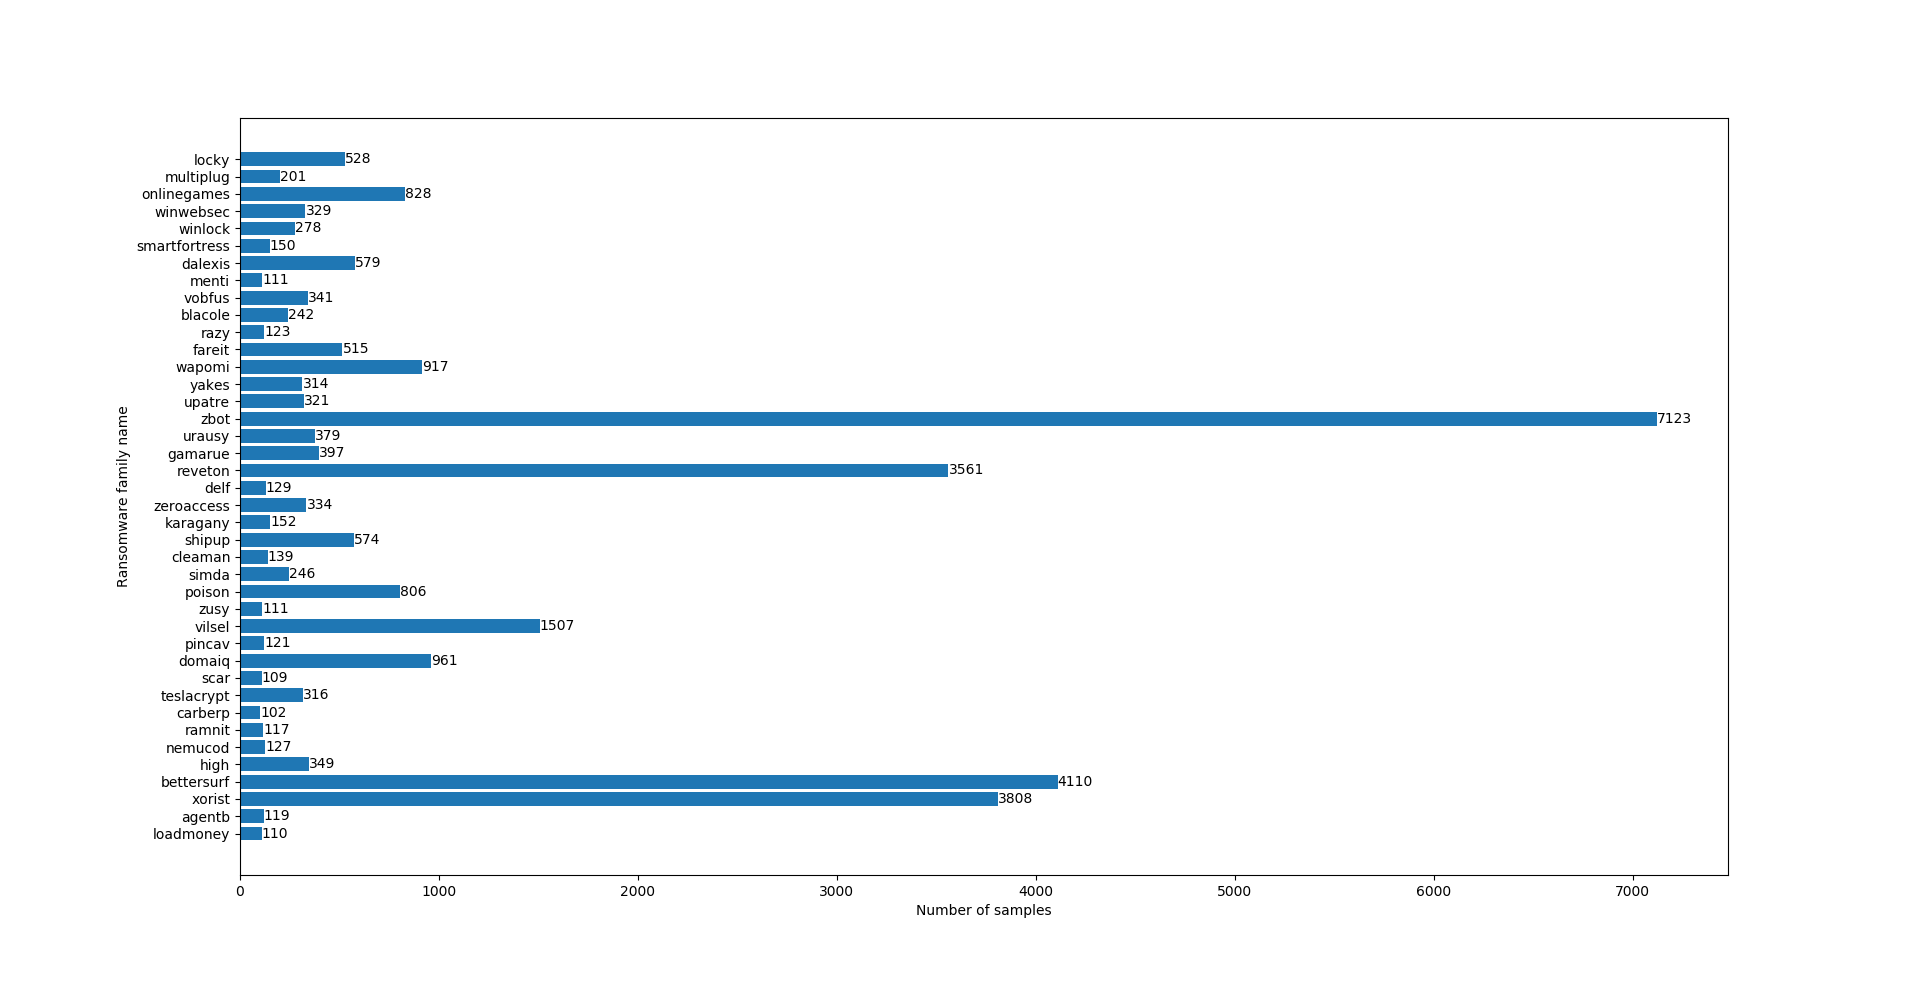 locky 528
multiplug 201
onlinegames 828
winwebsec 329
winlock 278
smartfortress 150
dalexis 579
menti 111
vobfus 341
blacole 242
razy 123
fareit 515
wapomi 917
yakes 314
upatre 321
zbot 7123
urausy 379
gamarue 397
reveton 3561
delf 129
zeroaccess 334
karagany 152
shipup 574
cleaman 139
simda 246
poison 806
zusy 111
vilsel 1507
pincav 121
domaiq 961
scar 109
teslacrypt 316
carberp 102
ramnit 117
nemucod 127
high 349
bettersurf 4110
xorist 3808
agentb 119
loadmoney 110
Ransomware family name
0 1000 2000 3000 4000 5000 6000 7000
Number of samples